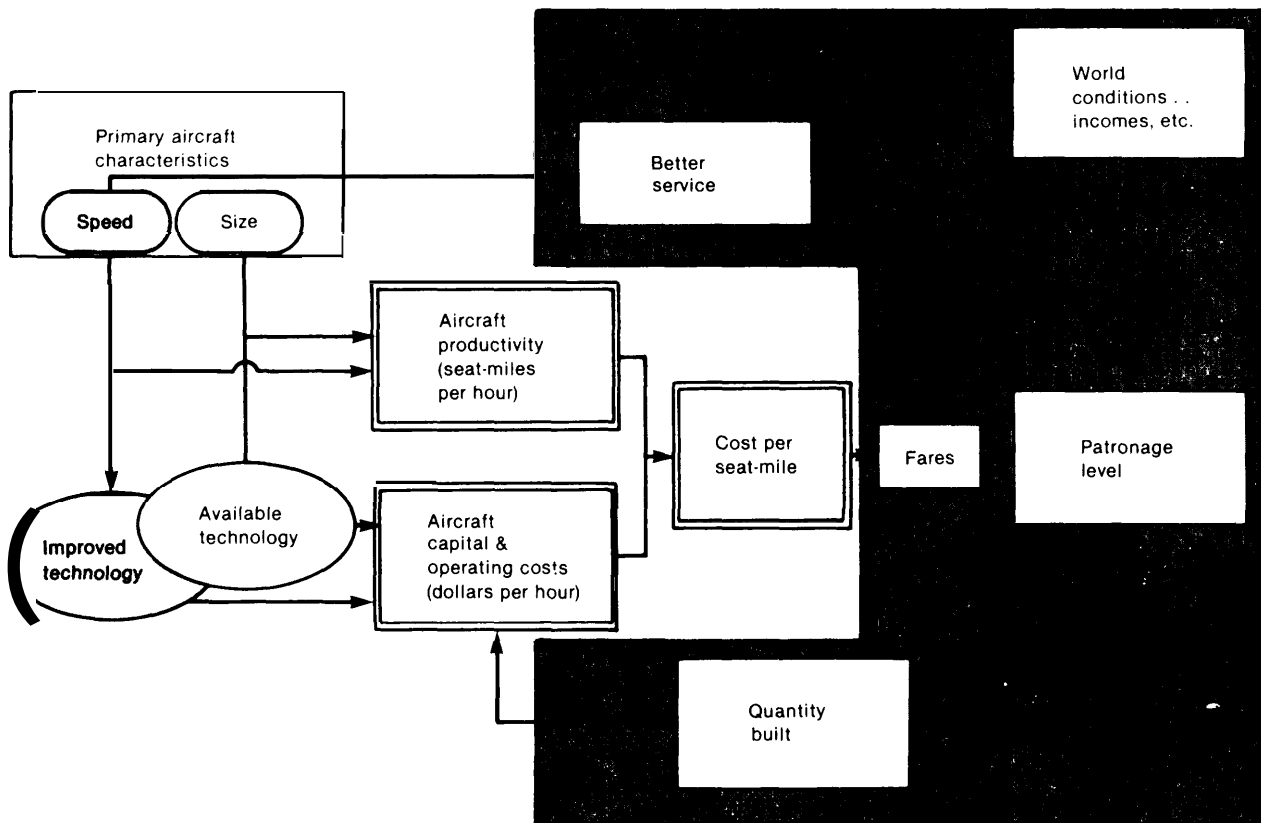 World
conditions . .
incomes, etc.
Primary aircraft
characteristics
Better
service
Speed
Size
Aircraft
productivity
(seat-miles
per hour)
Cost per
seat-mile
Fares
Patronage
level
Available
technology
Improved
technology
Aircraft
capital &
operating costs
(dollars per hour)
Quantity
built